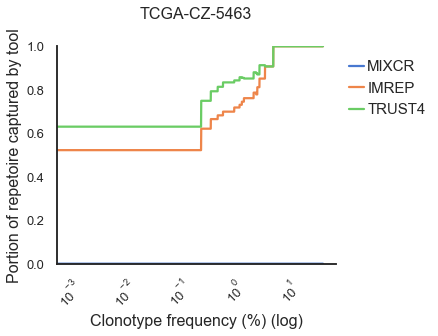 TCGA-CZ-5463
Portion of repetoire captured by tool
1.0
0.8
0.6
0.4
0.2
0.0
10⁻³
10⁻²
10⁻¹
10⁰
10¹
Clonotype frequency (%) (log)
MIXCR
IMREP
TRUST4